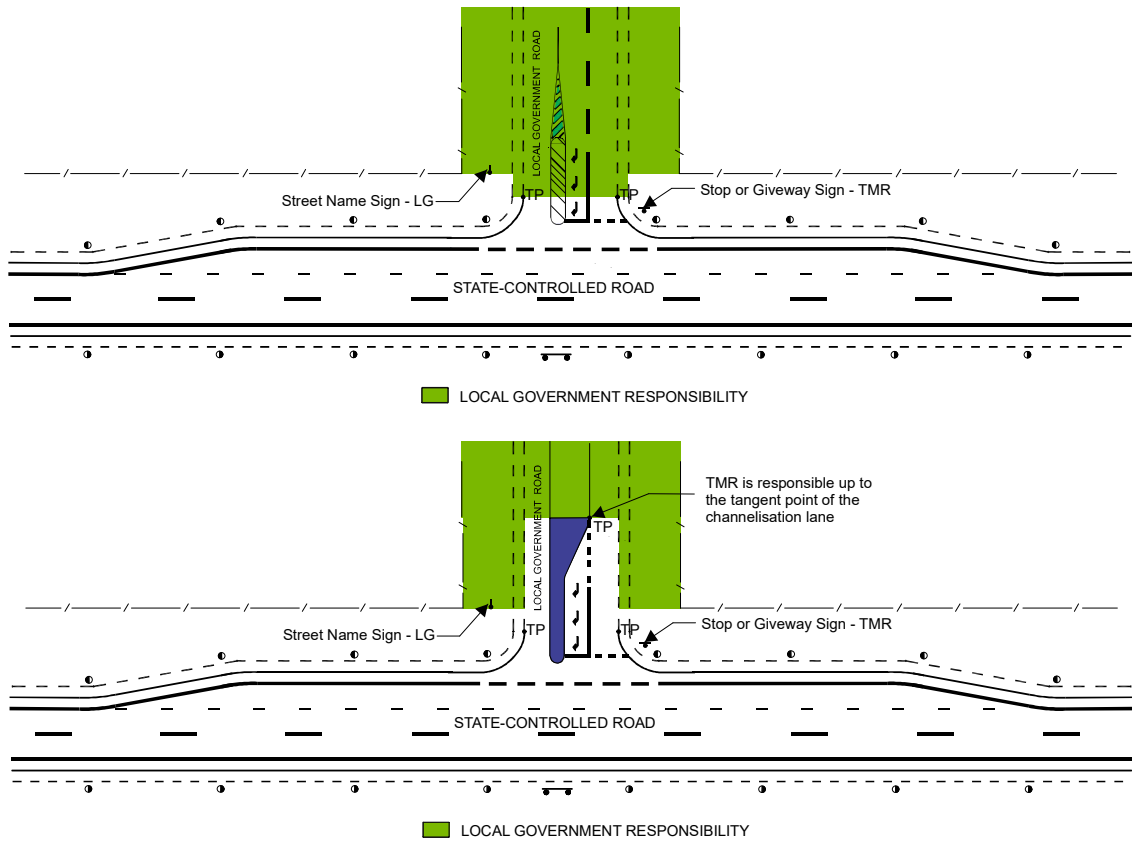 LOCAL GOVERNMENT ROAD
Street Name Sign - LG
TP
TP
Stop or Giveway Sign - TMR
STATE-CONTROLLED ROAD
LOCAL GOVERNMENT RESPONSIBILITY
LOCAL GOVERNMENT ROAD
TMR is responsible up to
the tangent point of the
channelisation lane
TP
Street Name Sign - LG
TP
TP
Stop or Giveway Sign - TMR
STATE-CONTROLLED ROAD
LOCAL GOVERNMENT RESPONSIBILITY